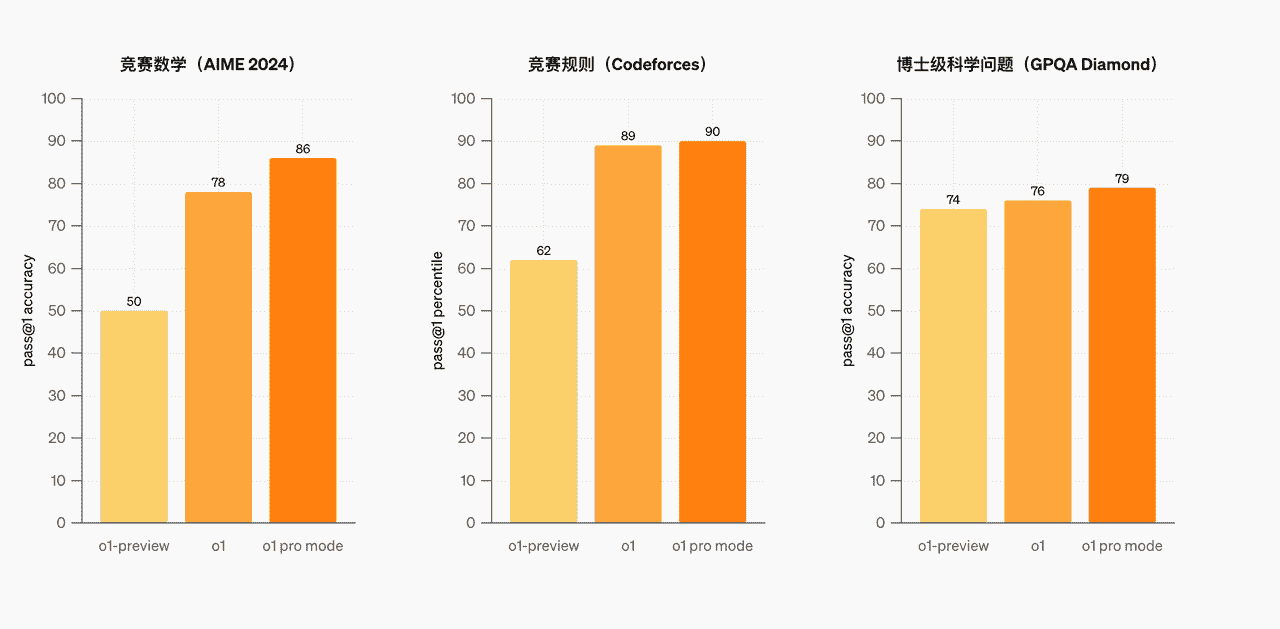 竞赛数学（AIME 2024）
100
90
80
70
60
50
40
30
20
10
0
pass@1 accuracy
50
78
86
o1-preview
o1
o1 pro mode
竞赛规则（Codeforces）
100
90
80
70
60
50
40
30
20
10
0
pass@1 percentile
62
89
90
o1-preview
o1
o1 pro mode
博士级科学问题（GPQA Diamond）
100
90
80
70
60
50
40
30
20
10
0
pass@1 accuracy
74
76
79
o1-preview
o1
o1 pro mode